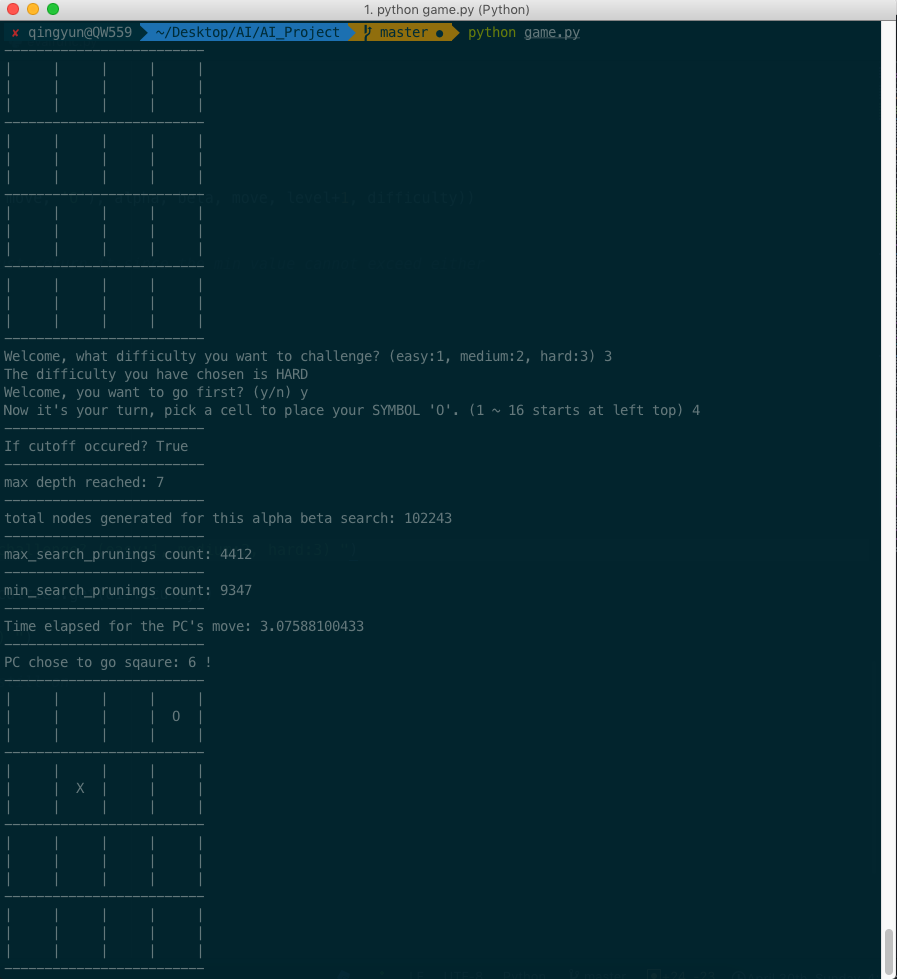 1. python game.py (Python)
✘ qingyun@QW559 ~/Desktop/AI/AI_Project master ● python game.py
Welcome, what difficulty you want to challenge? (easy:1, medium:2, hard:3) 3
The difficulty you have chosen is HARD
Welcome, you want to go first? (y/n) y
Now it's your turn, pick a cell to place your SYMBOL 'O'. (1 ~ 16 starts at left top) 4
If cutoff occured? True
max depth reached: 7
total nodes generated for this alpha beta search: 102243
max_search_prunings count: 4412
min_search_prunings count: 9347
Time elapsed for the PC's move: 3.07588100433
PC chose to go sqaure: 6 !
O
X